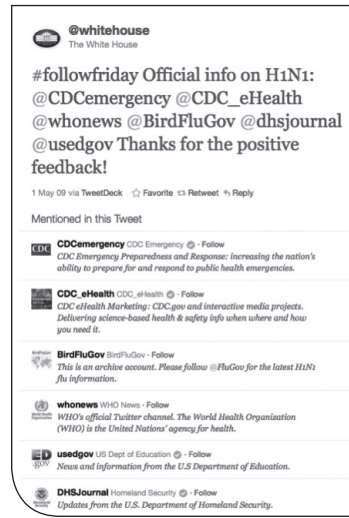 @whitehouse
The White House
#followfriday Official info on H1N1:
@CDCemergency @CDC_eHealth
@whonews @BirdFluGov @dhsjournal
@usedgov Thanks for the positive
feedback!
1 May 09 via TweetDeck Favorite Retweet Reply
Mentioned in this Tweet
CDC
CDCemergency CDC Emergency · Follow
CDC Emergency Preparedness and Response: increasing the nation's
ability to prepare for and respond to public health emergencies.
CDC_eHealth CDC_eHealth · Follow
CDC eHealth Marketing: CDC.gov and interactive media projects.
Delivering science-based health & safety info when where and how
you need it.
BirdFluGov BirdFluGov · Follow
This is an archive account. Please follow @FluGov for the latest H1N1
flu information.
whonews WHO News · Follow
WHO's official Twitter channel. The World Health Organization
(WHO) is the United Nations' agency for health.
ED
.gov
usedgov US Dept of Education · Follow
News and information from the U.S Department of Education.
DHSJournal Homeland Security · Follow
Updates from the U.S. Department of Homeland Security.